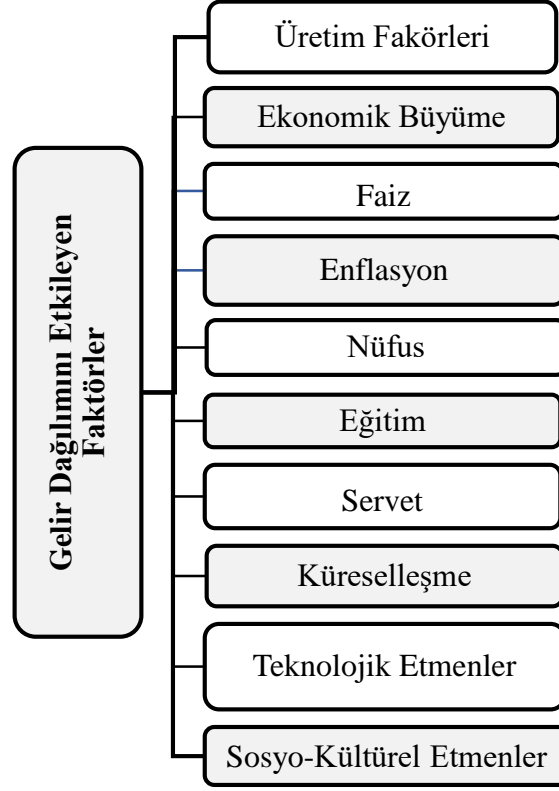 Gelir Dağılımını Etkileyen
Faktörler
Üretim Fakörleri
Ekonomik Büyüme
Faiz
Enflasyon
Nüfus
Eğitim
Servet
Küreselleşme
Teknolojik Etmenler
Sosyo-Kültürel Etmenler